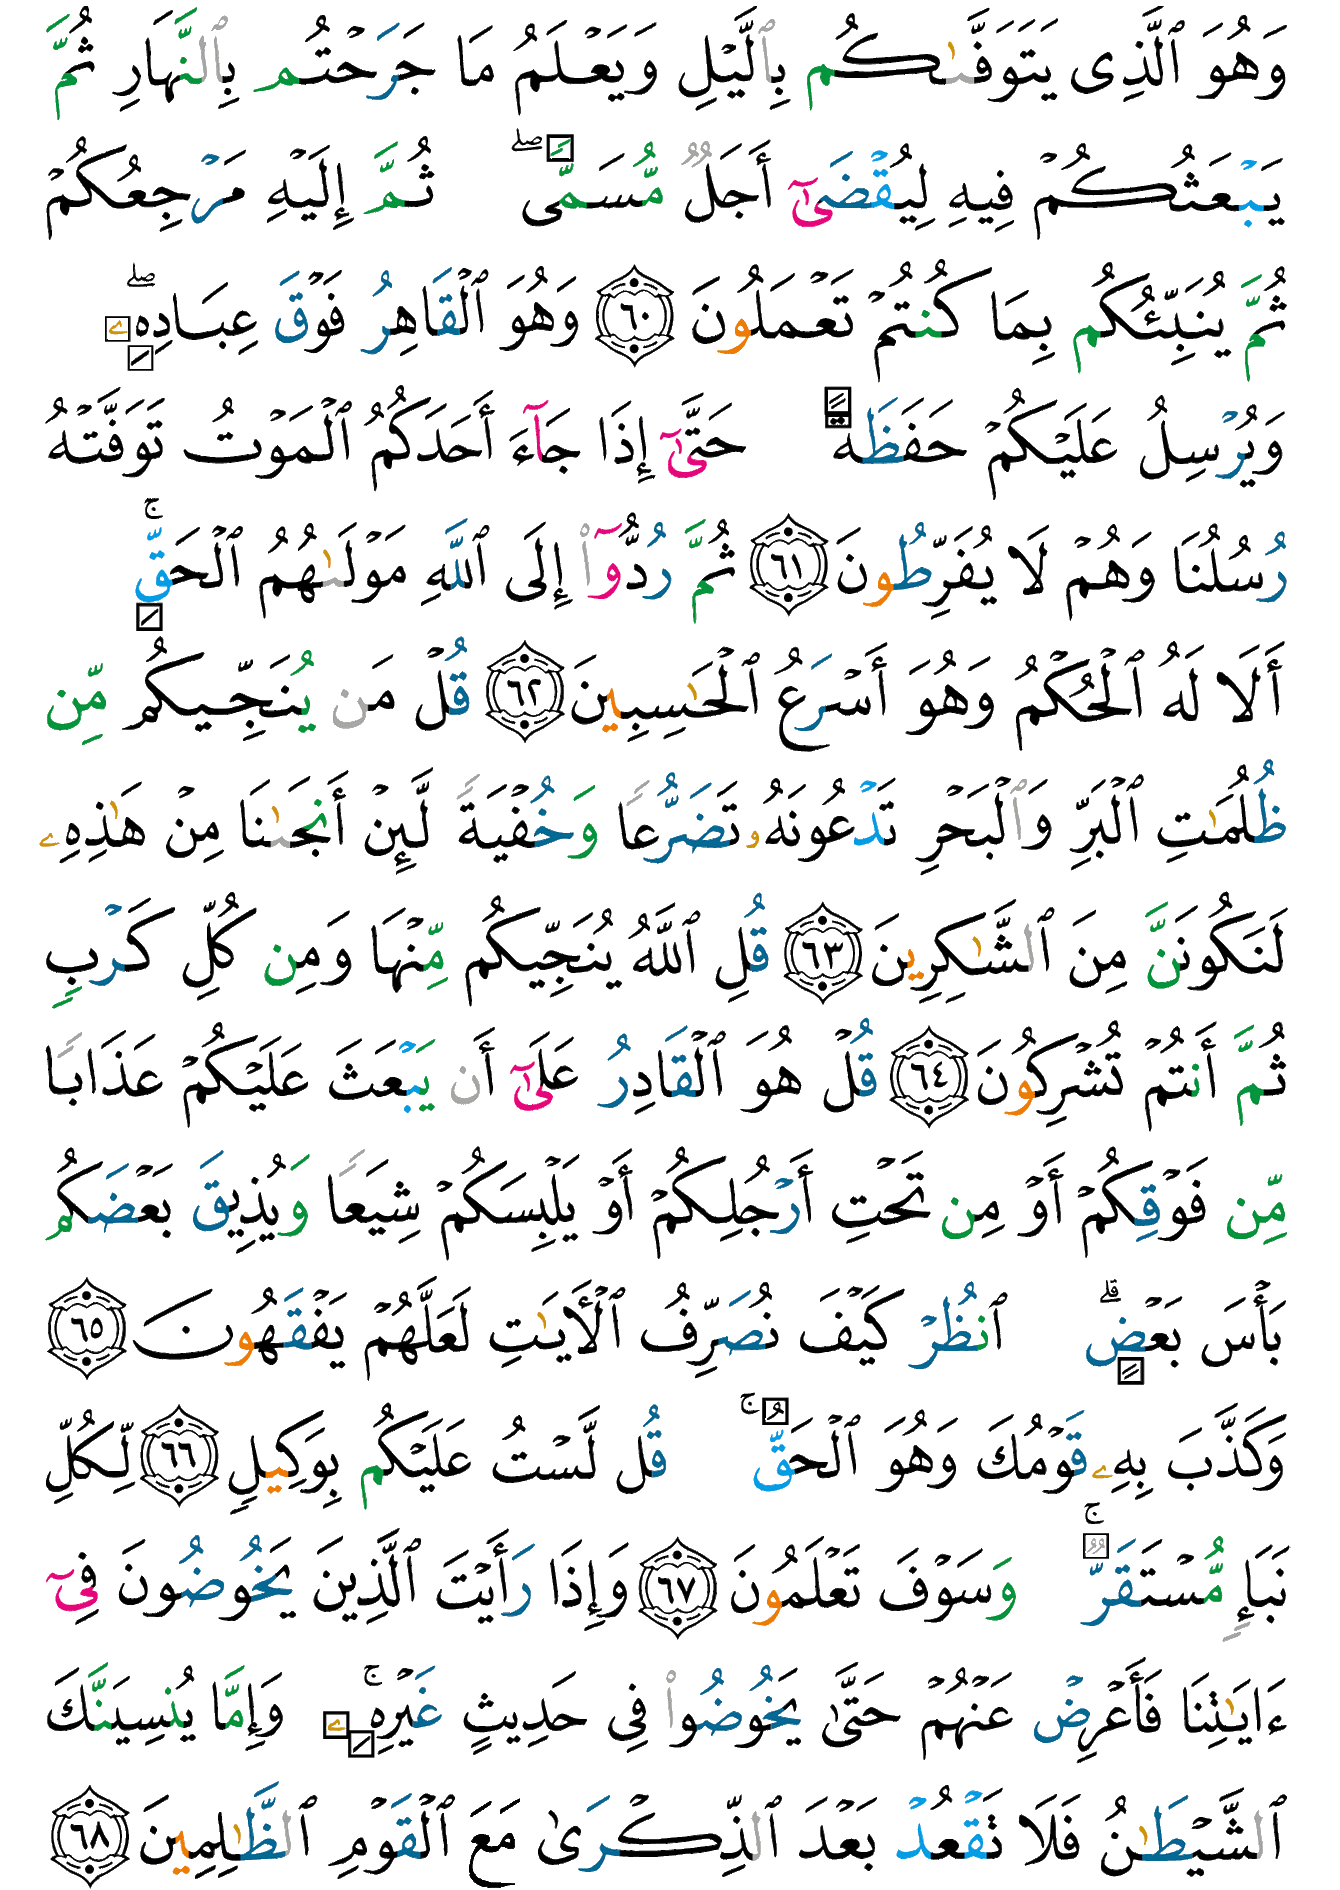 وَهُوَ ٱلَّذِى يَتَوَفَّىٰكُم بِٱلَّيْلِ وَيَعْلَمُ مَا جَرَحْتُم بِٱلنَّهَارِ ثُمَّ
يَبْعَثُكُمْ فِيهِ لِيُقْضَىٰٓ أَجَلٌ مُّسَمًّى ۖ ثُمَّ إِلَيْهِ مَرْجِعُكُمْ
ثُمَّ يُنَبِّئُكُم بِمَا كُنتُمْ تَعْمَلُونَ ٦٠ وَهُوَ ٱلْقَاهِرُ فَوْقَ عِبَادِهِۦ ۖ
وَيُرْسِلُ عَلَيْكُمْ حَفَظَةً حَتَّىٰٓ إِذَا جَآءَ أَحَدَكُمُ ٱلْمَوْتُ تَوَفَّتْهُ
رُسُلُنَا وَهُمْ لَا يُفَرِّطُونَ ٦١ ثُمَّ رُدُّوٓا۟ إِلَى ٱللَّهِ مَوْلَىٰهُمُ ٱلْحَقِّ ۚ
أَلَا لَهُ ٱلْحُكْمُ وَهُوَ أَسْرَعُ ٱلْحَـٰسِبِينَ ٦٢ قُلْ مَن يُنَجِّيكُم مِّن
ظُلُمَـٰتِ ٱلْبَرِّ وَٱلْبَحْرِ تَدْعُونَهُۥ تَضَرُّعًا وَخُفْيَةً لَّئِنْ أَنجَىٰنَا مِنْ هَـٰذِهِۦ
لَنَكُونَنَّ مِنَ ٱلشَّـٰكِرِينَ ٦٣ قُلِ ٱللَّهُ يُنَجِّيكُم مِّنْهَا وَمِن كُلِّ كَرْبٍ
ثُمَّ أَنتُمْ تُشْرِكُونَ ٦٤ قُلْ هُوَ ٱلْقَادِرُ عَلَىٰٓ أَن يَبْعَثَ عَلَيْكُمْ عَذَابًا
مِّن فَوْقِكُمْ أَوْ مِن تَحْتِ أَرْجُلِكُمْ أَوْ يَلْبِسَكُمْ شِيَعًا وَيُذِيقَ بَعْضَكُم
بَأْسَ بَعْضٍ ۗ ٱنظُرْ كَيْفَ نُصَرِّفُ ٱلْـَٔايَـٰتِ لَعَلَّهُمْ يَفْقَهُونَ ٦٥
وَكَذَّبَ بِهِۦ قَوْمُكَ وَهُوَ ٱلْحَقُّ ۚ قُل لَّسْتُ عَلَيْكُم بِوَكِيلٍ ٦٦ لِّكُلِّ
نَبَإٍ مُّسْتَقَرٌّ ۚ وَسَوْفَ تَعْلَمُونَ ٦٧ وَإِذَا رَأَيْتَ ٱلَّذِينَ يَخُوضُونَ فِىٓ
ءَايَـٰتِنَا فَأَعْرِضْ عَنْهُمْ حَتَّىٰ يَخُوضُوا۟ فِى حَدِيثٍ غَيْرِهِۦ ۚ وَإِمَّا يُنسِيَنَّكَ
ٱلشَّيْطَـٰنُ فَلَا تَقْعُدْ بَعْدَ ٱلذِّكْرَىٰ مَعَ ٱلْقَوْمِ ٱلظَّـٰلِمِينَ ٦٨